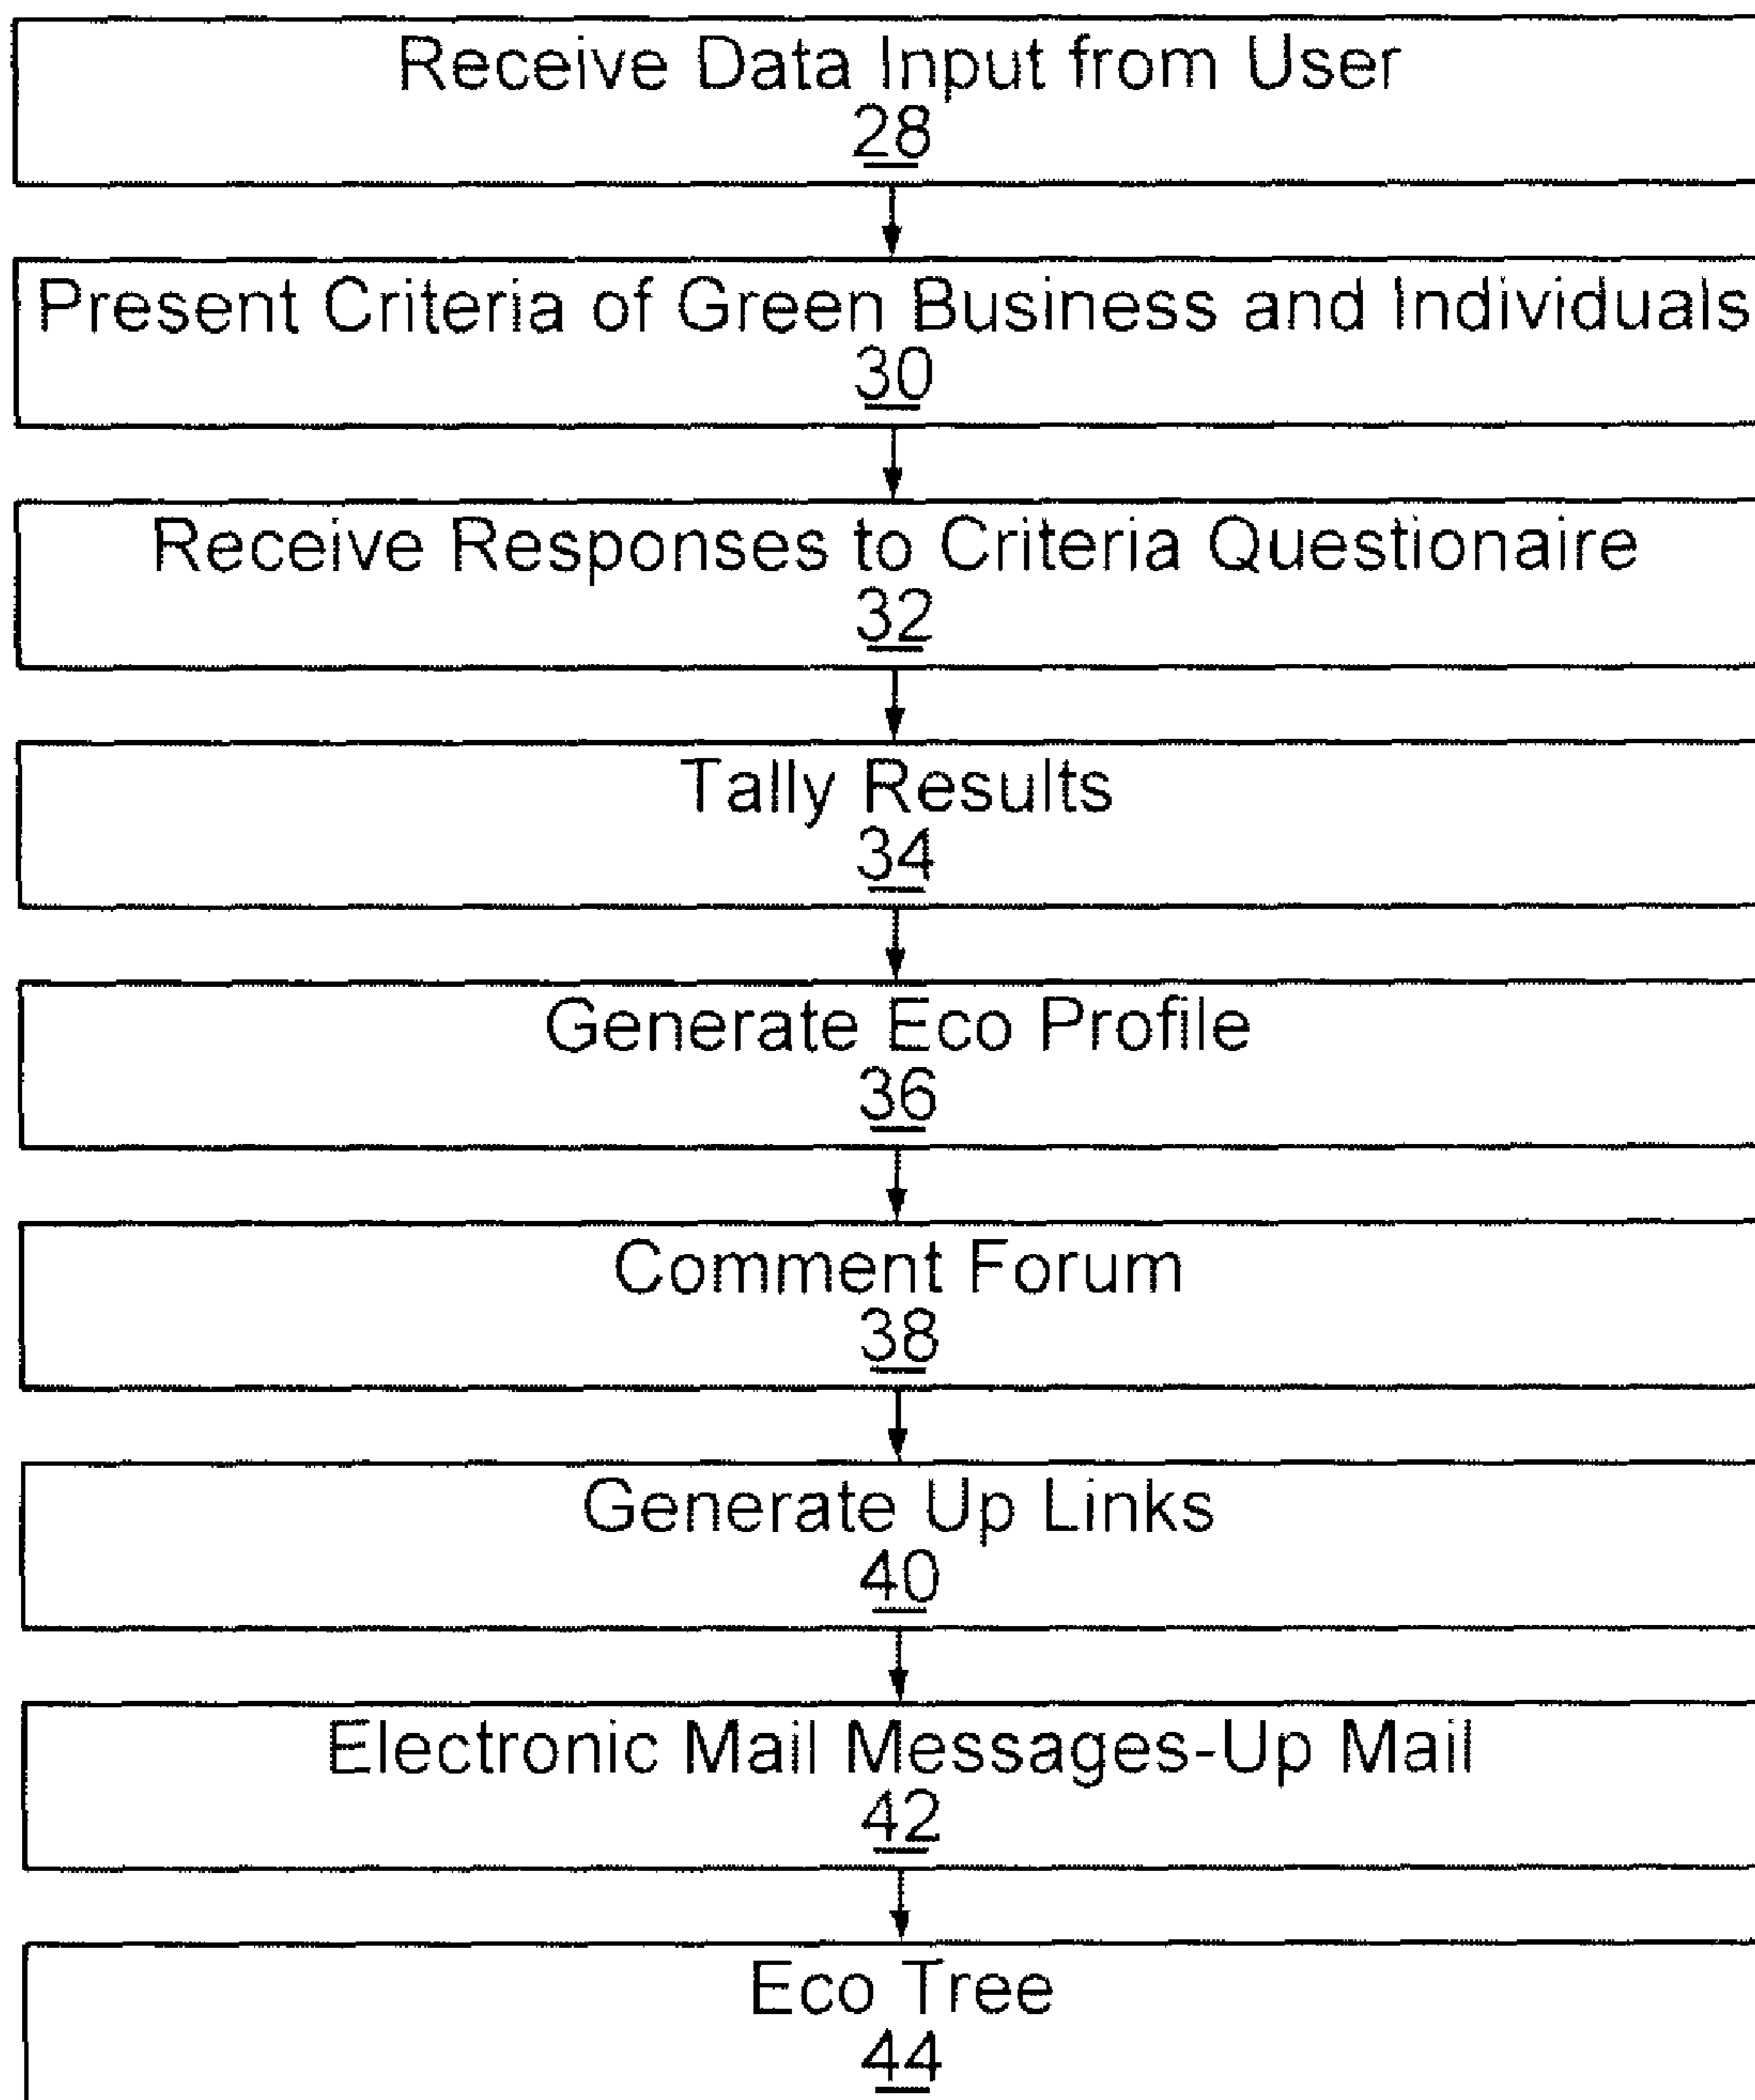 Receive Data Input from User
28
Present Criteria of Green Business and Individuals
30
Receive Responses to Criteria Questionaire
32
Tally Results
34
Generate Eco Profile
36
Comment Forum
38
Generate Up Links
40
Electronic Mail Messages-Up Mail
42
Eco Tree
44